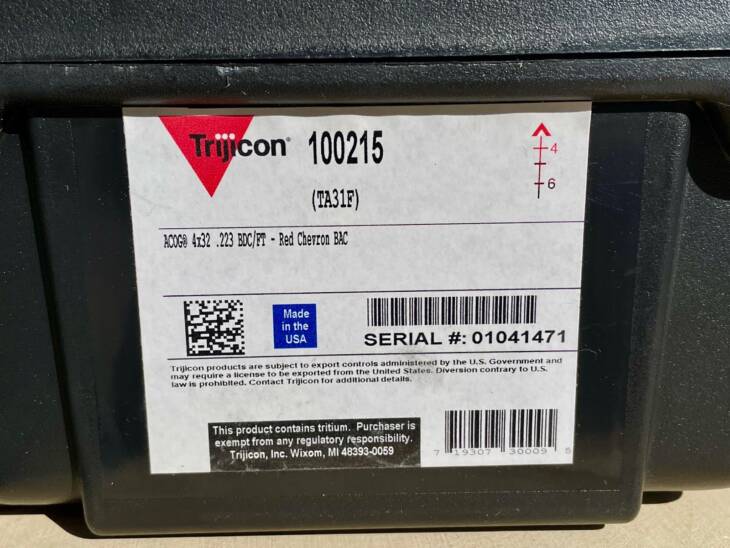 Trijicon® 100215
(TA31F)
4
6
ACOG® 4x32 .223 BDC/FT - Red Chevron BAC
Made
in the
USA
SERIAL #: 01041471
Trijicon products are subject to export controls administered by the U.S. Government and
may require a license to be exported from the United States. Diversion contrary to U.S.
law is prohibited. Contact Trijicon for additional details.
This product contains tritium. Purchaser is
exempt from any regulatory responsibility.
Trijicon, Inc. Wixom, MI 48393-0059
7 19307 30009 5